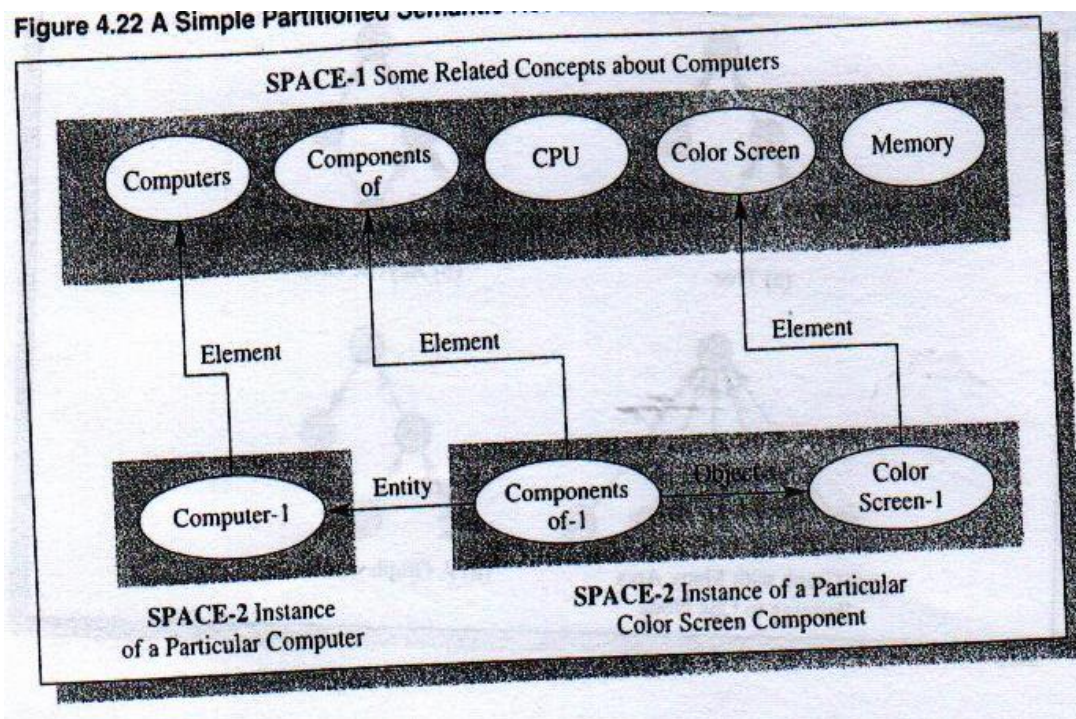 Figure 4.22 A Simple Partitioned Semantic
SPACE-1 Some Related Concepts about Computers
Computers
Components
of
CPU
Color Screen
Memory
Element
Element
Element
Computer-1
Entity
Components
of-1
Object
Color
Screen-1
SPACE-2 Instance
of a Particular Computer
SPACE-2 Instance of a Particular
Color Screen Component